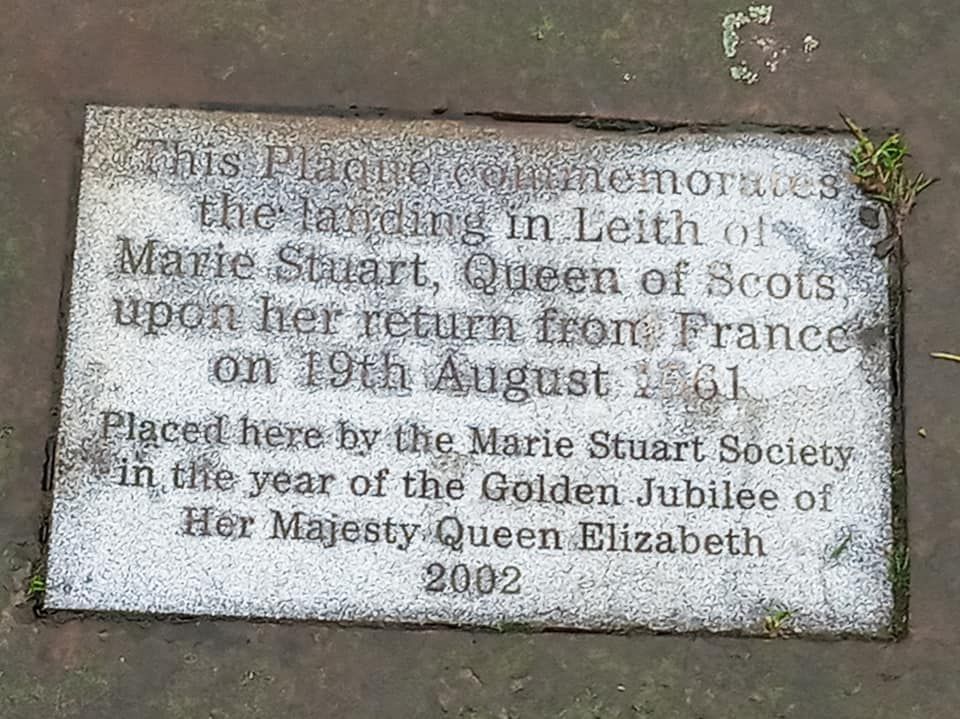 This Plaque commemorates
the landing in Leith of
Marie Stuart, Queen of Scots,
upon her return from France
on 19th August 1561
Placed here by the Marie Stuart Society
in the year of the Golden Jubilee of
Her Majesty Queen Elizabeth
2002